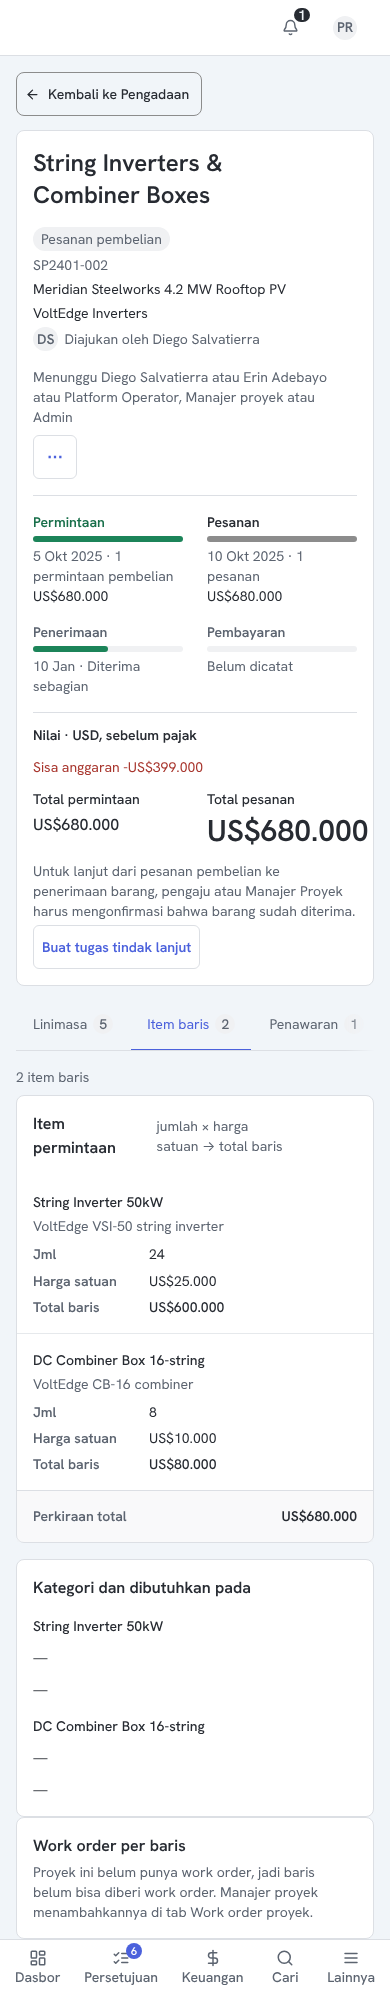 1
PR
← Kembali ke Pengadaan
String Inverters &
Combiner Boxes
Pesanan pembelian
SP2401-002
Meridian Steelworks 4.2 MW Rooftop PV
VoltEdge Inverters
DS Diajukan oleh Diego Salvatierra
Menunggu Diego Salvatierra atau Erin Adebayo
atau Platform Operator, Manajer proyek atau
Admin
...
Permintaan
5 Okt 2025 · 1
permintaan pembelian
US$680.000
Pesanan
10 Okt 2025 · 1
pesanan
US$680.000
Penerimaan
10 Jan · Diterima
sebagian
Pembayaran
Belum dicatat
Nilai · USD, sebelum pajak
Sisa anggaran -US$399.000
Total permintaan
US$680.000
Total pesanan
US$680.000
Untuk lanjut dari pesanan pembelian ke
penerimaan barang, pengaju atau Manajer Proyek
harus mengonfirmasi bahwa barang sudah diterima.
Buat tugas tindak lanjut
Linimasa 5 Item baris 2 Penawaran 1
2 item baris
Item
permintaan
jumlah × harga
satuan → total baris
String Inverter 50kW
VoltEdge VSI-50 string inverter
Jml 24
Harga satuan US$25.000
Total baris US$600.000
DC Combiner Box 16-string
VoltEdge CB-16 combiner
Jml 8
Harga satuan US$10.000
Total baris US$80.000
Perkiraan total US$680.000
Kategori dan dibutuhkan pada
String Inverter 50kW
—
—
DC Combiner Box 16-string
—
—
Work order per baris
Proyek ini belum punya work order, jadi baris
belum bisa diberi work order. Manajer proyek
menambahkannya di tab Work order proyek.
6
Dasbor Persetujuan Keuangan Cari Lainnya